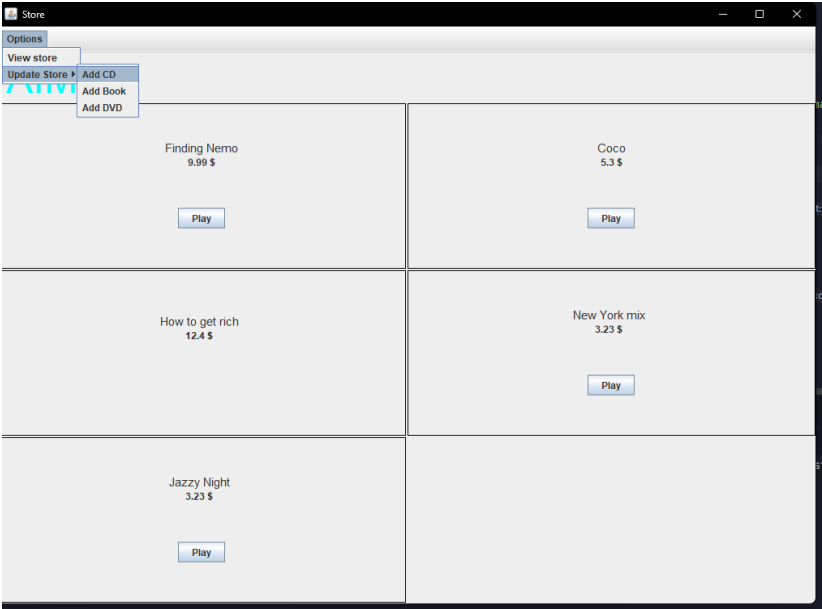 Store
Options
View store
Update Store
Add CD
Add Book
Add DVD
Finding Nemo
9.99 $
Play
Coco
5.3 $
Play
How to get rich
12.4 $
New York mix
3.23 $
Play
Jazzy Night
3.23 $
Play